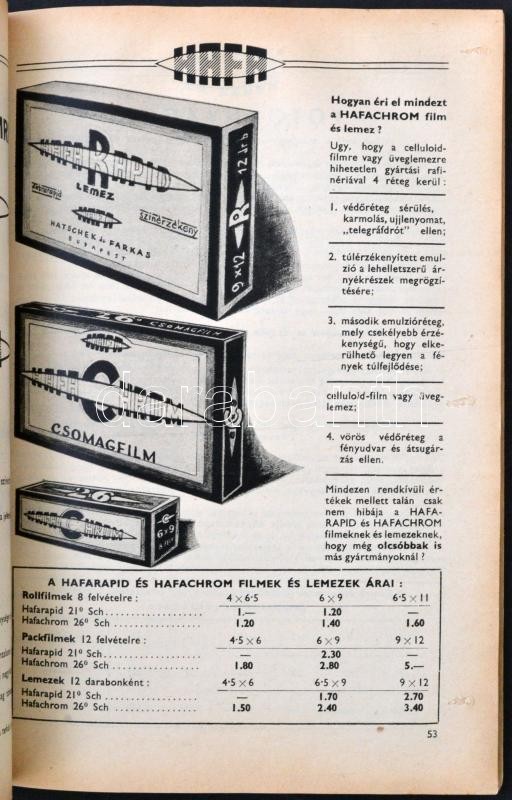 HAFA
HAFA RAPID
LEMEZ
színérzékeny
HAFA
HATSCHEK és FARKAS
BUDAPEST
12 drb
R
9 × 12
26° CSOMAGFILM
HAFA
HAFA CHROM
CSOMAGFILM
26°
HAFA CHROM
6 × 9
Hogyan éri el mindezt
a HAFACHROM film
és lemez ?
Ugy, hogy a celluloid-
filmre vagy üveglemezre
hihetetlen gyártási rafi-
nériával 4 réteg kerül :
1. védőréteg sérülés,
karmolás, ujjlenyomat,
„telegráfdrót” ellen;
2. túlérzékenyített emul-
zió a lehelletszerű ár-
nyékrészek megrögzí-
tésére;
3. második emulzióréteg,
mely csekélyebb érzé-
kenységű, hogy elke-
rülhető legyen a fé-
nyek túlfejlődése;
celluloid-film vagy üveg-
lemez;
4. vörös védőréteg a
fényudvar és átsugár-
zás ellen.
Mindezen rendkívüli ér-
tékek mellett talán csak
nem hibája a HAFA-
RAPID és HAFACHROM
filmeknek és lemezeknek,
hogy még olcsóbbak is
más gyártmányoknál ?
A HAFARAPID ÉS HAFACHROM FILMEK ÉS LEMEZEK ÁRAI :
Rollfilmek 8 felvételre : 4 × 6·5 6 × 9 6·5 × 11
Hafarapid 21° Sch 1.— 1.20 —
Hafachrom 26° Sch 1.20 1.40 1.60
Packfilmek 12 felvételre : 4·5 × 6 6 × 9 9 × 12
Hafarapid 21° Sch — 2.30 —
Hafachrom 26° Sch 1.80 2.80 5.—
Lemezek 12 darabonként : 4·5 × 6 6·5 × 9 9 × 12
Hafarapid 21° Sch — 1.70 2.70
Hafachrom 26° Sch 1.50 2.40 3.40
53
darabanth